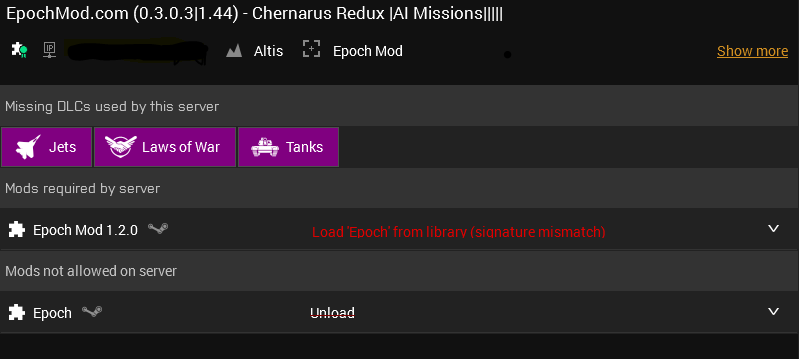 EpochMod.com (0.3.0.3|1.44) - Chernarus Redux |AI Missions|||||
IP Altis Epoch Mod Show more
Missing DLCs used by this server
Jets Laws of War Tanks
Mods required by server
Epoch Mod 1.2.0 Load 'Epoch' from library (signature mismatch)
Mods not allowed on server
Epoch Unload